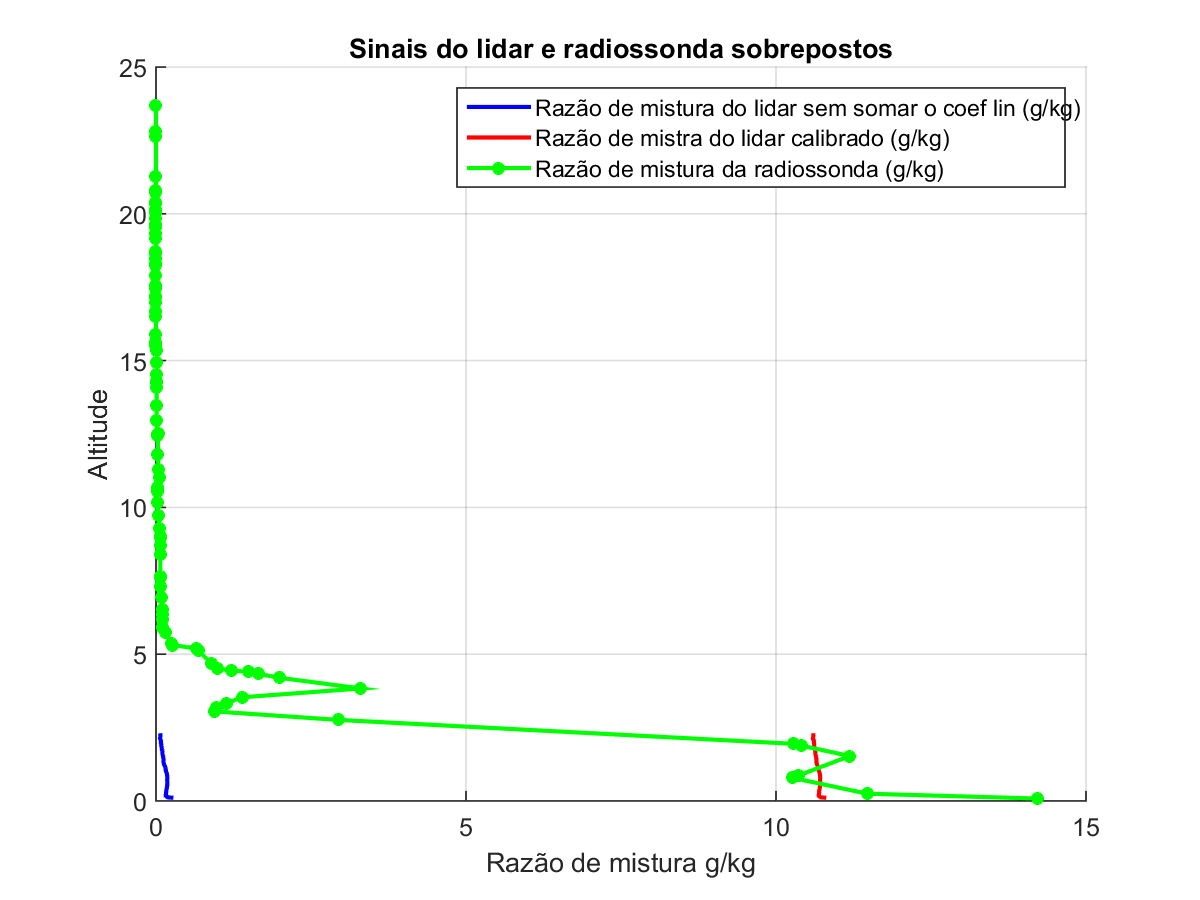 Sinais do lidar e radiossonda sobrepostos
25
Razão de mistura do lidar sem somar o coef lin (g/kg)
Razão de mistra do lidar calibrado (g/kg)
Razão de mistura da radiossonda (g/kg)
20
15
Altitude
10
5
0
0
5
10
15
Razão de mistura g/kg